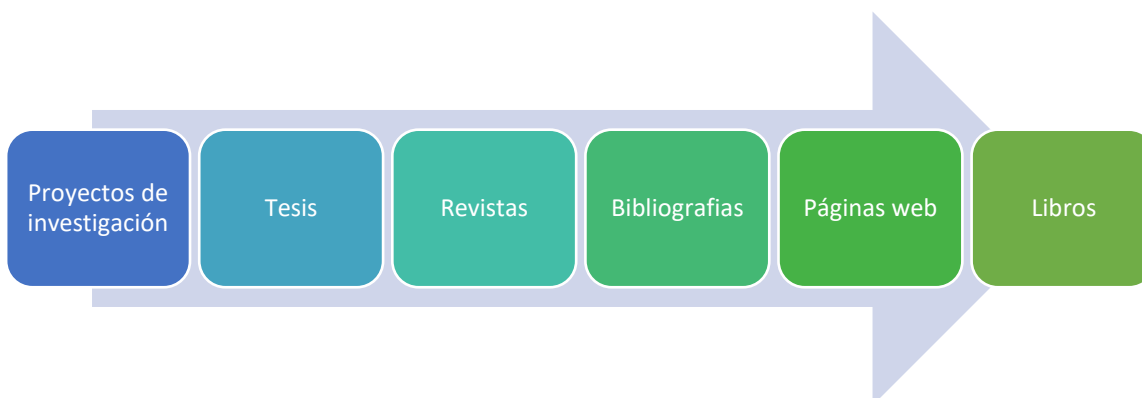 Proyectos de
investigación
Tesis
Revistas
Bibliografias
Páginas web
Libros